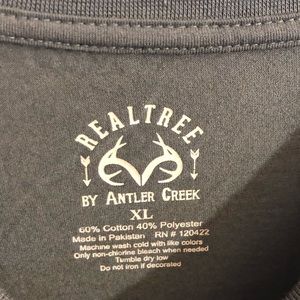 REALTREE
BY ANTLER CREEK
XL
60% Cotton 40% Polyester
Made in Pakistan RN # 120422
Machine wash cold with like colors
Only non-chlorine bleach when needed
Tumble dry low
Do not iron if decorated